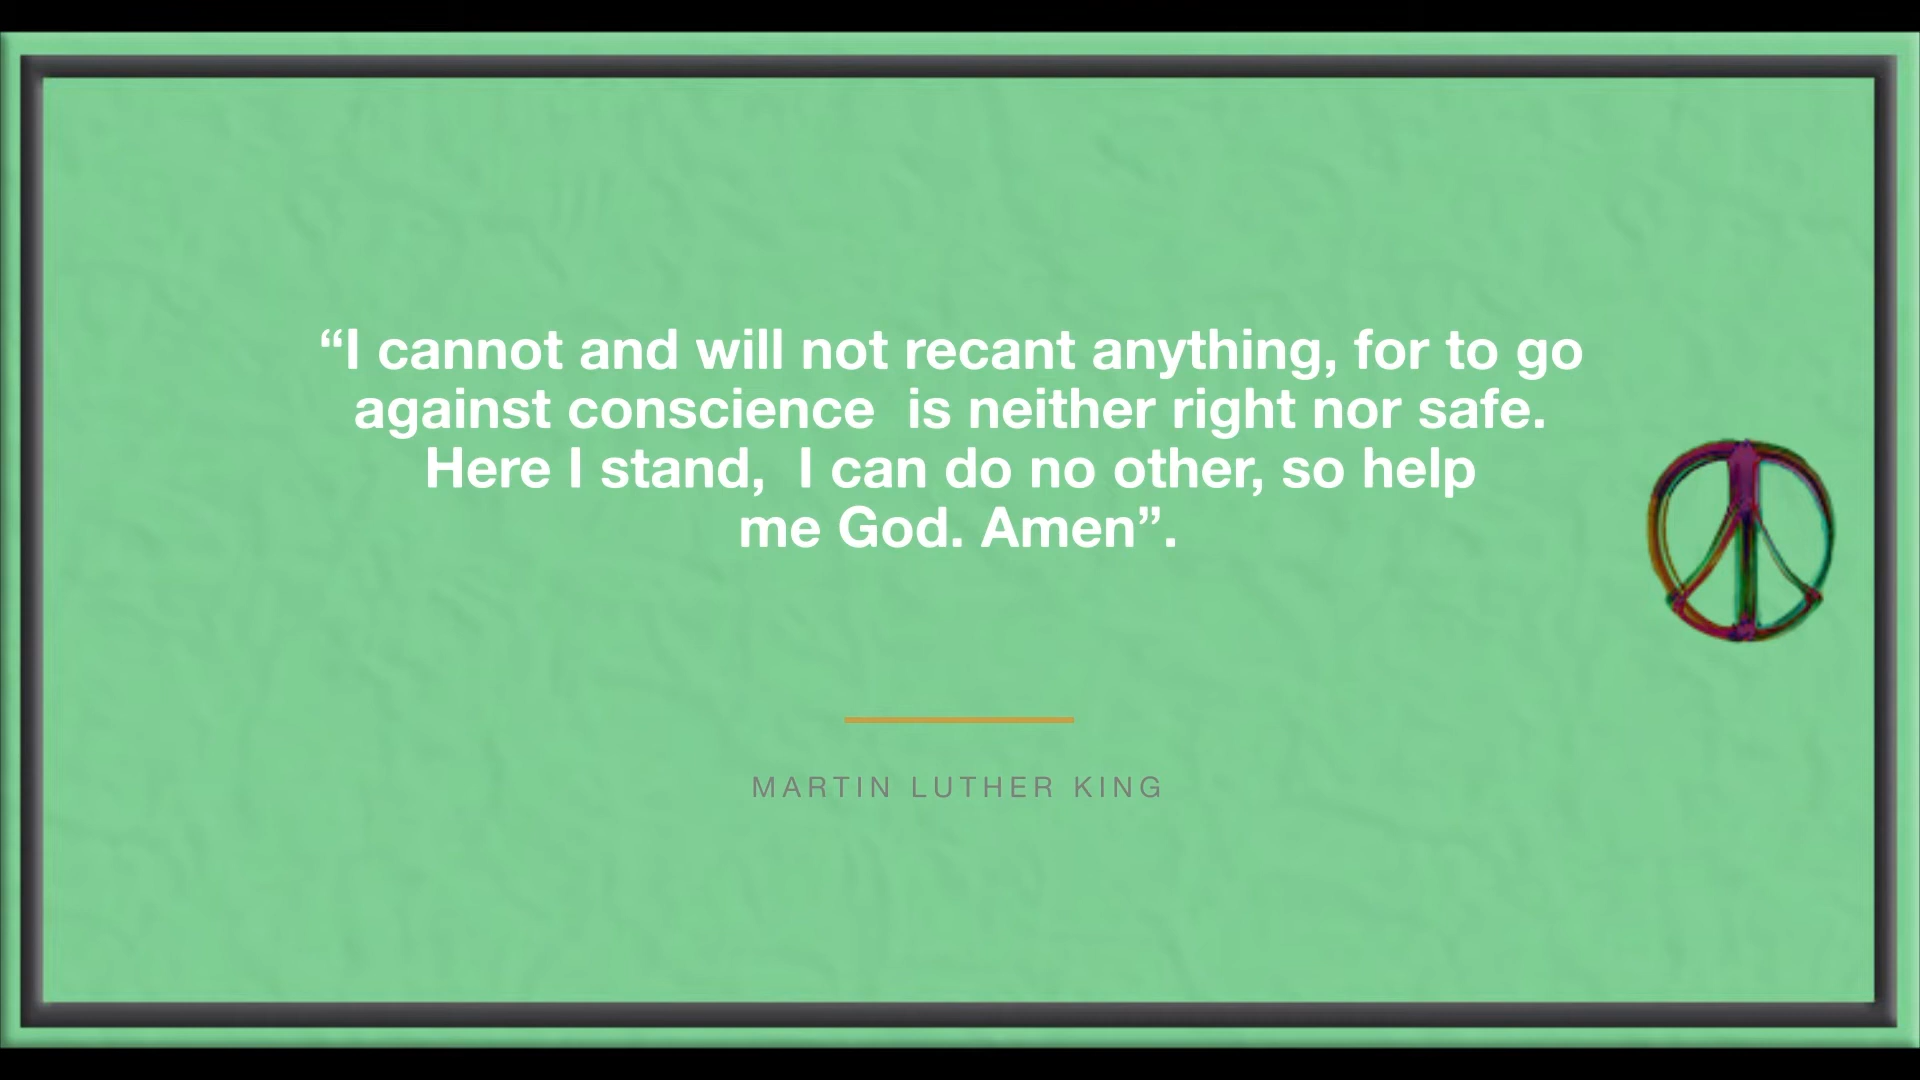 “I cannot and will not recant anything, for to go
against conscience  is neither right nor safe.
Here I stand,  I can do no other, so help
me God. Amen”.
MARTIN LUTHER KING